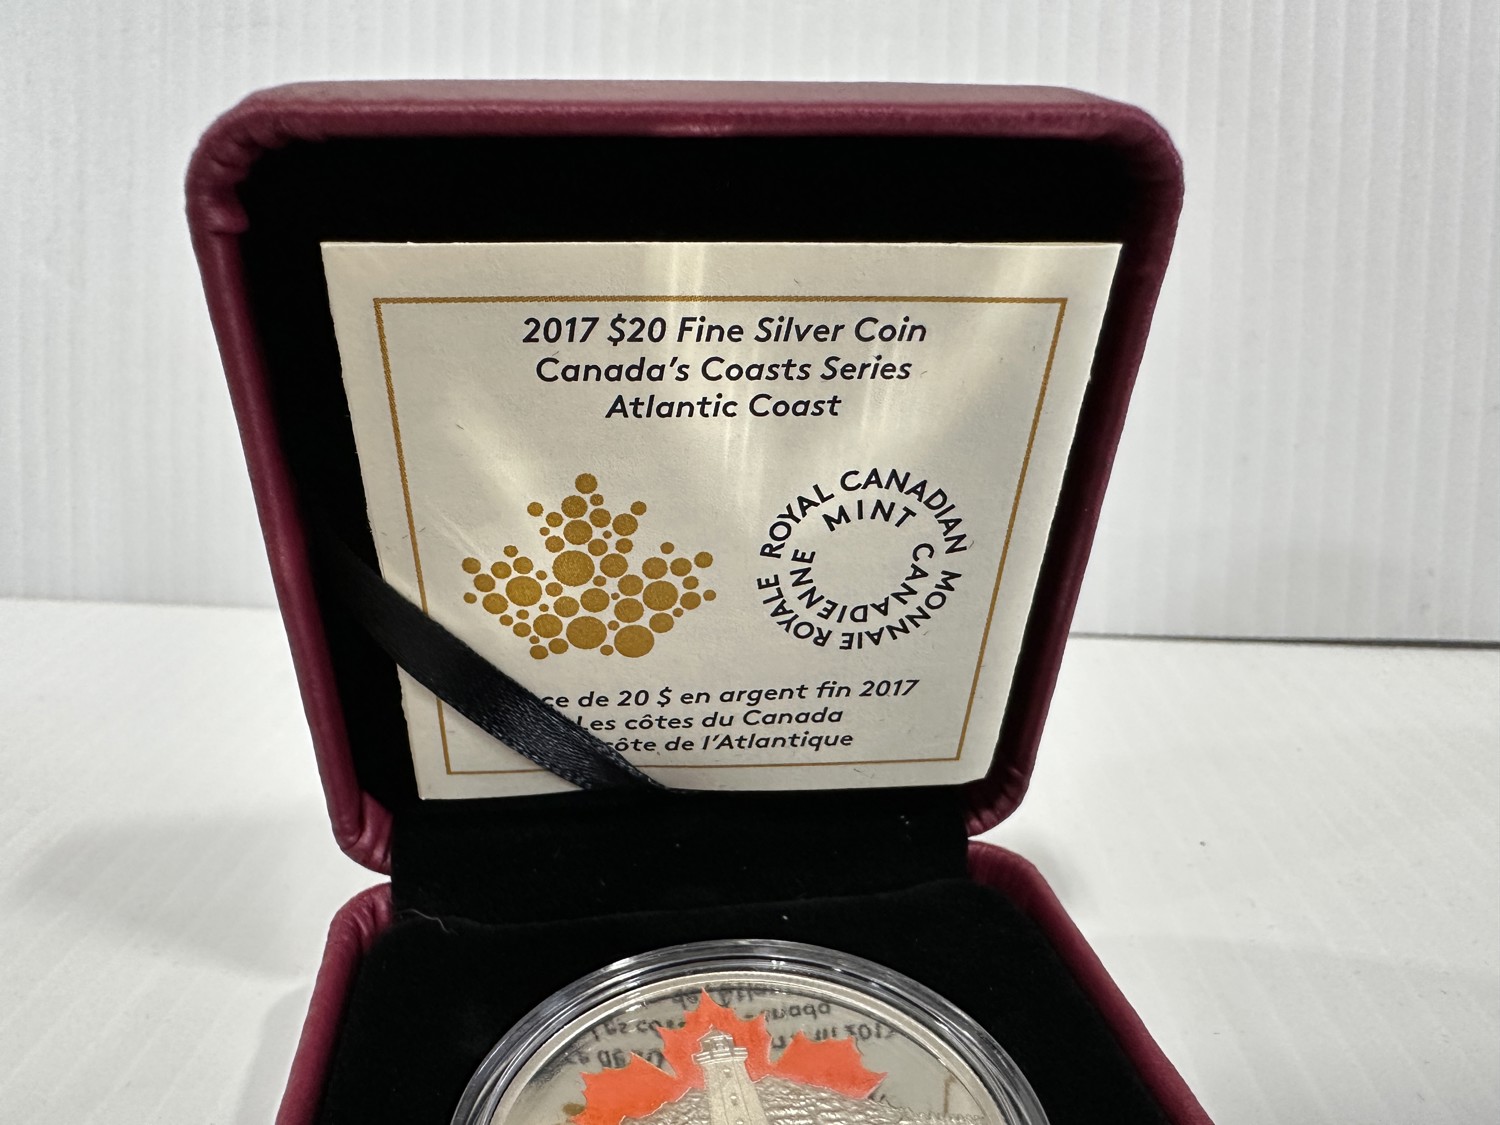 2017 $20 Fine Silver Coin
Canada's Coasts Series
Atlantic Coast
ROYAL CANADIAN MINT
MONNAIE ROYALE CANADIENNE
de 20 $ en argent fin 2017
Les côtes du Canada
côte de l'Atlantique